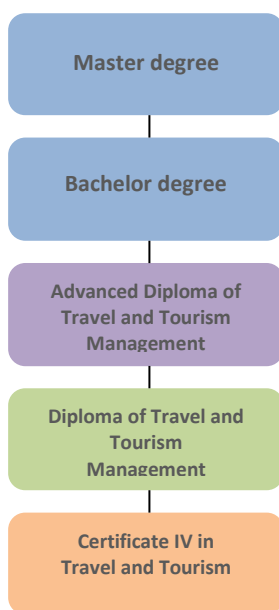 Master degree
Bachelor degree
Advanced Diploma of
Travel and Tourism
Management
Diploma of Travel and
Tourism
Management
Certificate IV in
Travel and Tourism